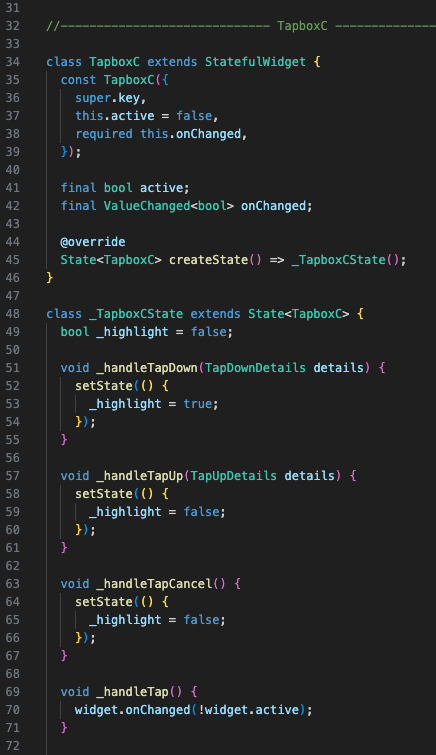 31
32 //---------------------------- TapboxC --------------
33
34 class TapboxC extends StatefulWidget {
35   const TapboxC({
36     super.key,
37     this.active = false,
38     required this.onChanged,
39   });
40
41   final bool active;
42   final ValueChanged<bool> onChanged;
43
44   @override
45   State<TapboxC> createState() => _TapboxCState();
46 }
47
48 class _TapboxCState extends State<TapboxC> {
49   bool _highlight = false;
50
51   void _handleTapDown(TapDownDetails details) {
52     setState(() {
53       _highlight = true;
54     });
55   }
56
57   void _handleTapUp(TapUpDetails details) {
58     setState(() {
59       _highlight = false;
60     });
61   }
62
63   void _handleTapCancel() {
64     setState(() {
65       _highlight = false;
66     });
67   }
68
69   void _handleTap() {
70     widget.onChanged(!widget.active);
71   }
72